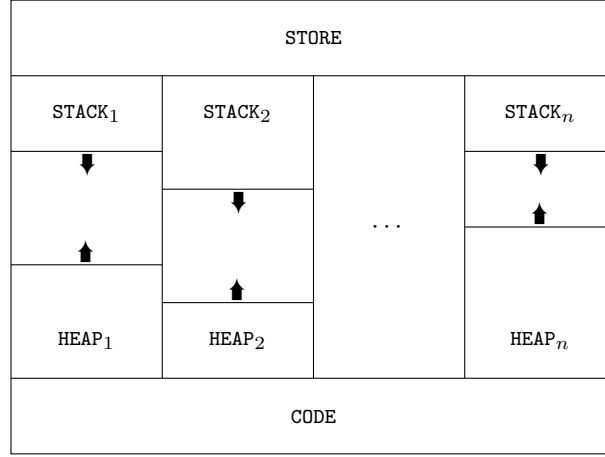 STORE
STACK₁ STACK₂ STACKₙ
...
HEAP₁ HEAP₂ HEAPₙ
CODE